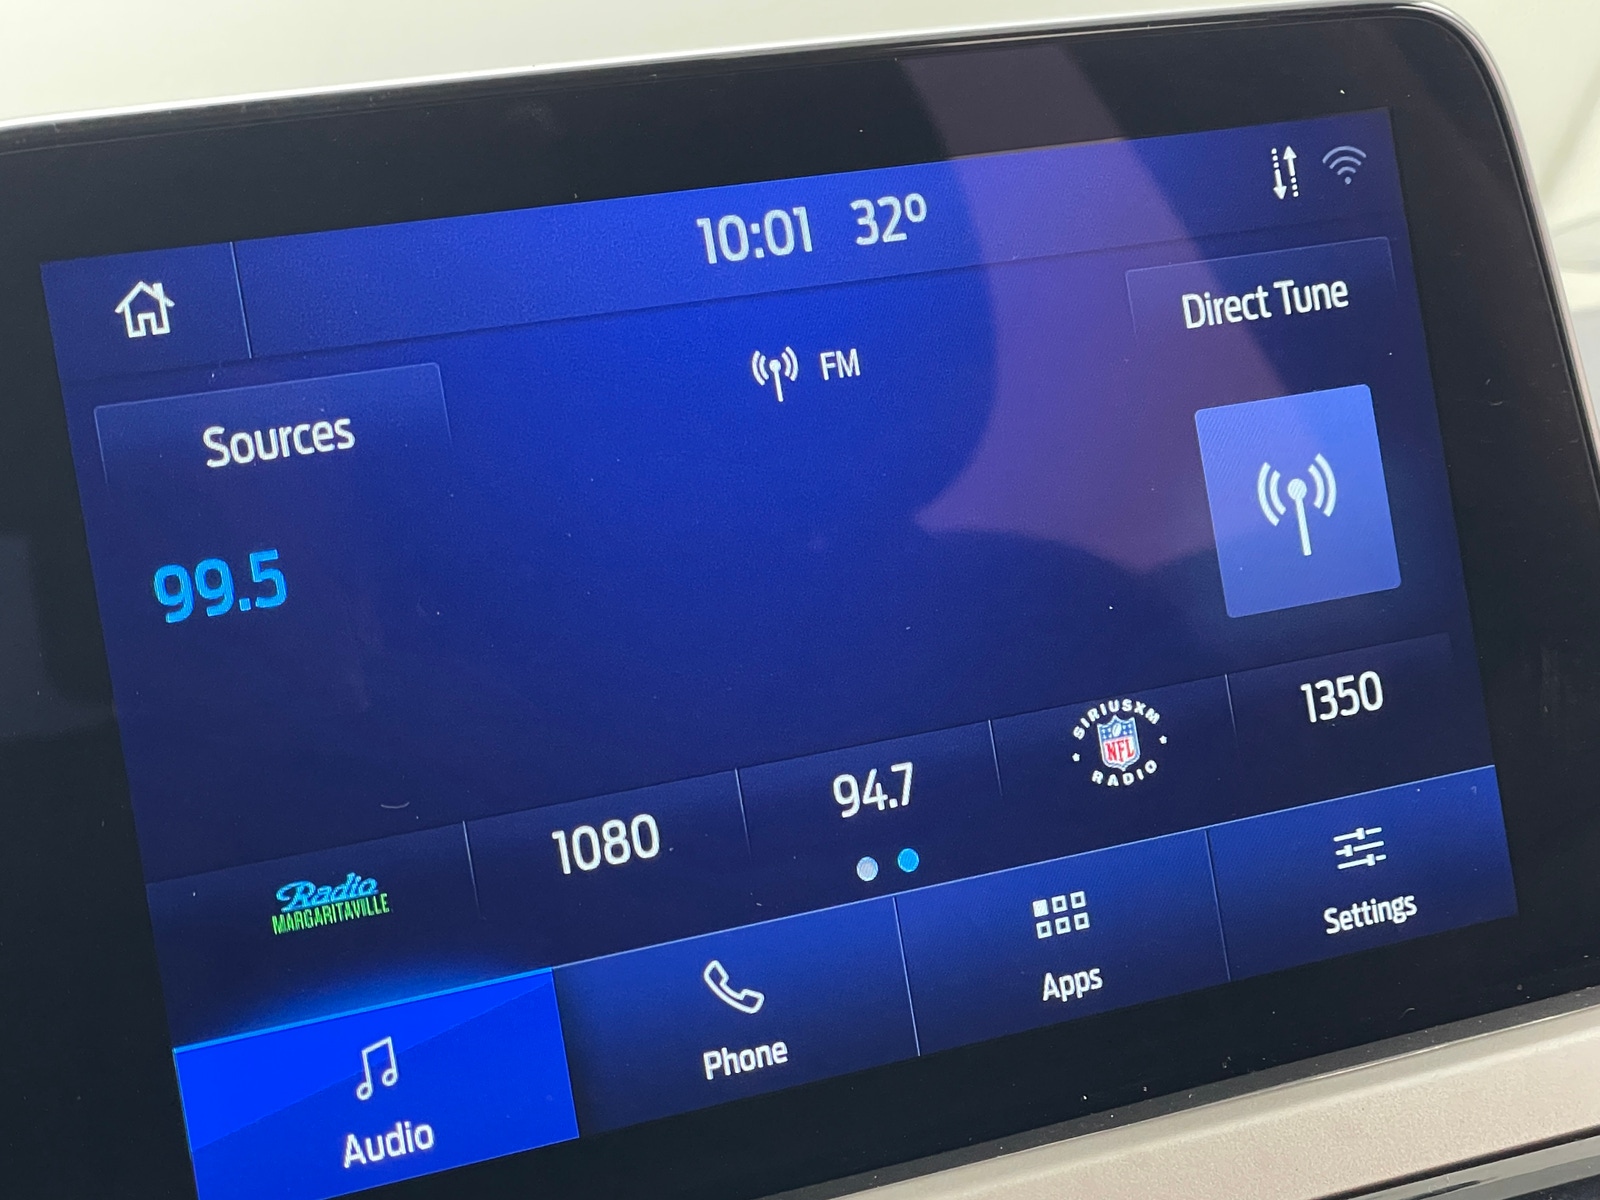 10:01 32º
Direct Tune
FM
Sources
99.5
Radio
MARGARITAVILLE
1080
94.7
SIRIUSXM
NFL
RADIO
1350
Audio
Phone
Apps
Settings